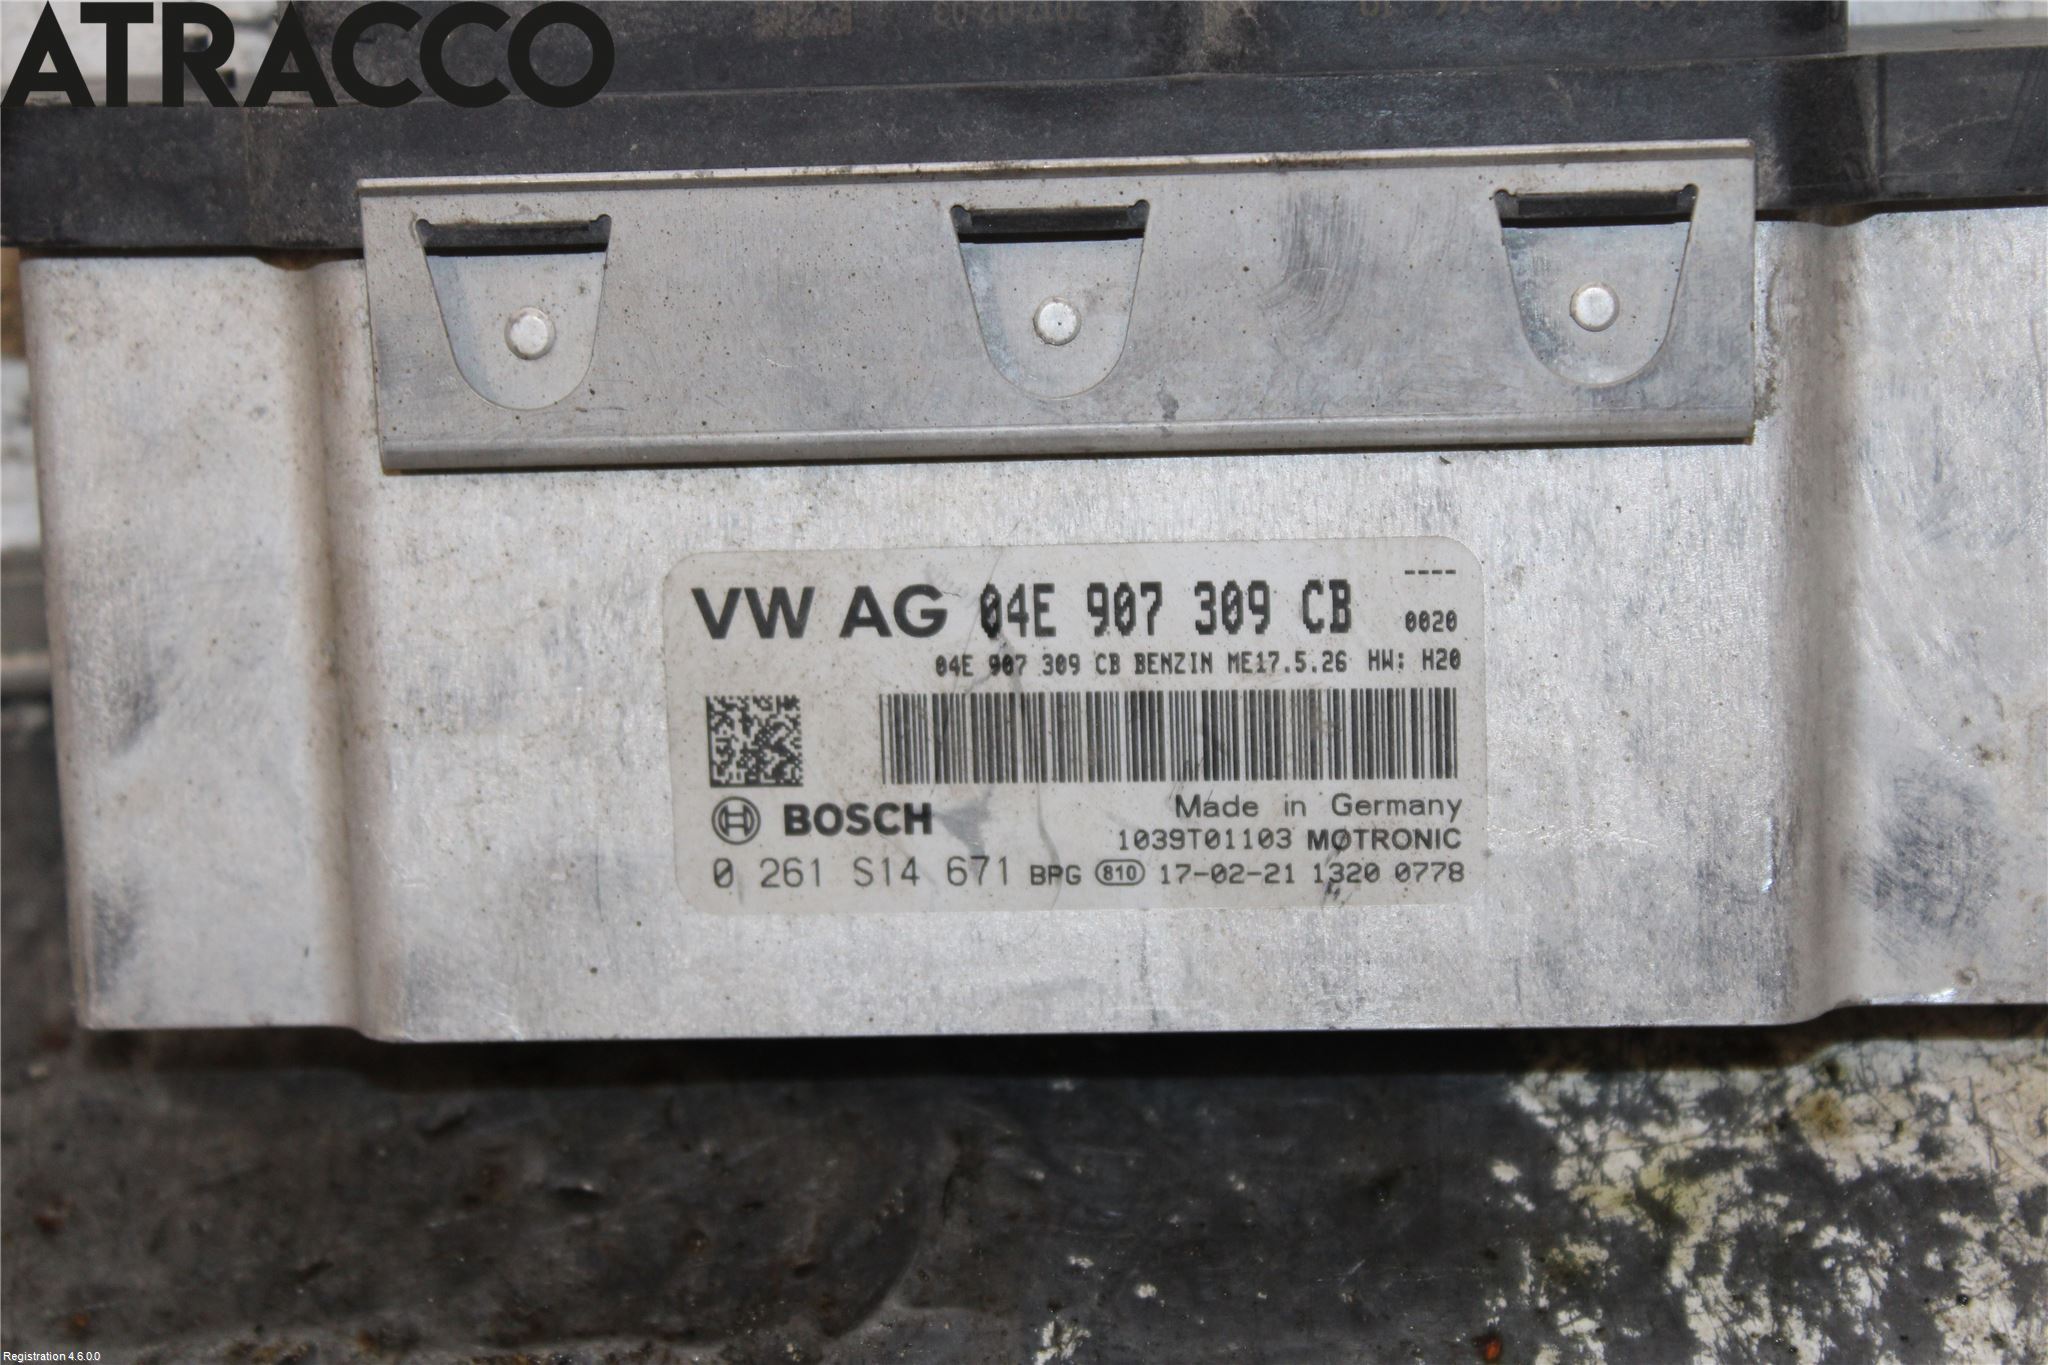 ATRACCO
VW AG 04E 907 309 CB ----
0020
04E 907 309 CB BENZIN ME17.5.26 HW: H20
BOSCH
Made in Germany
1039T01103 MOTRONIC
0 261 S14 671 BPG 810 17-02-21 1320 0778
Registration 4.6.0.0